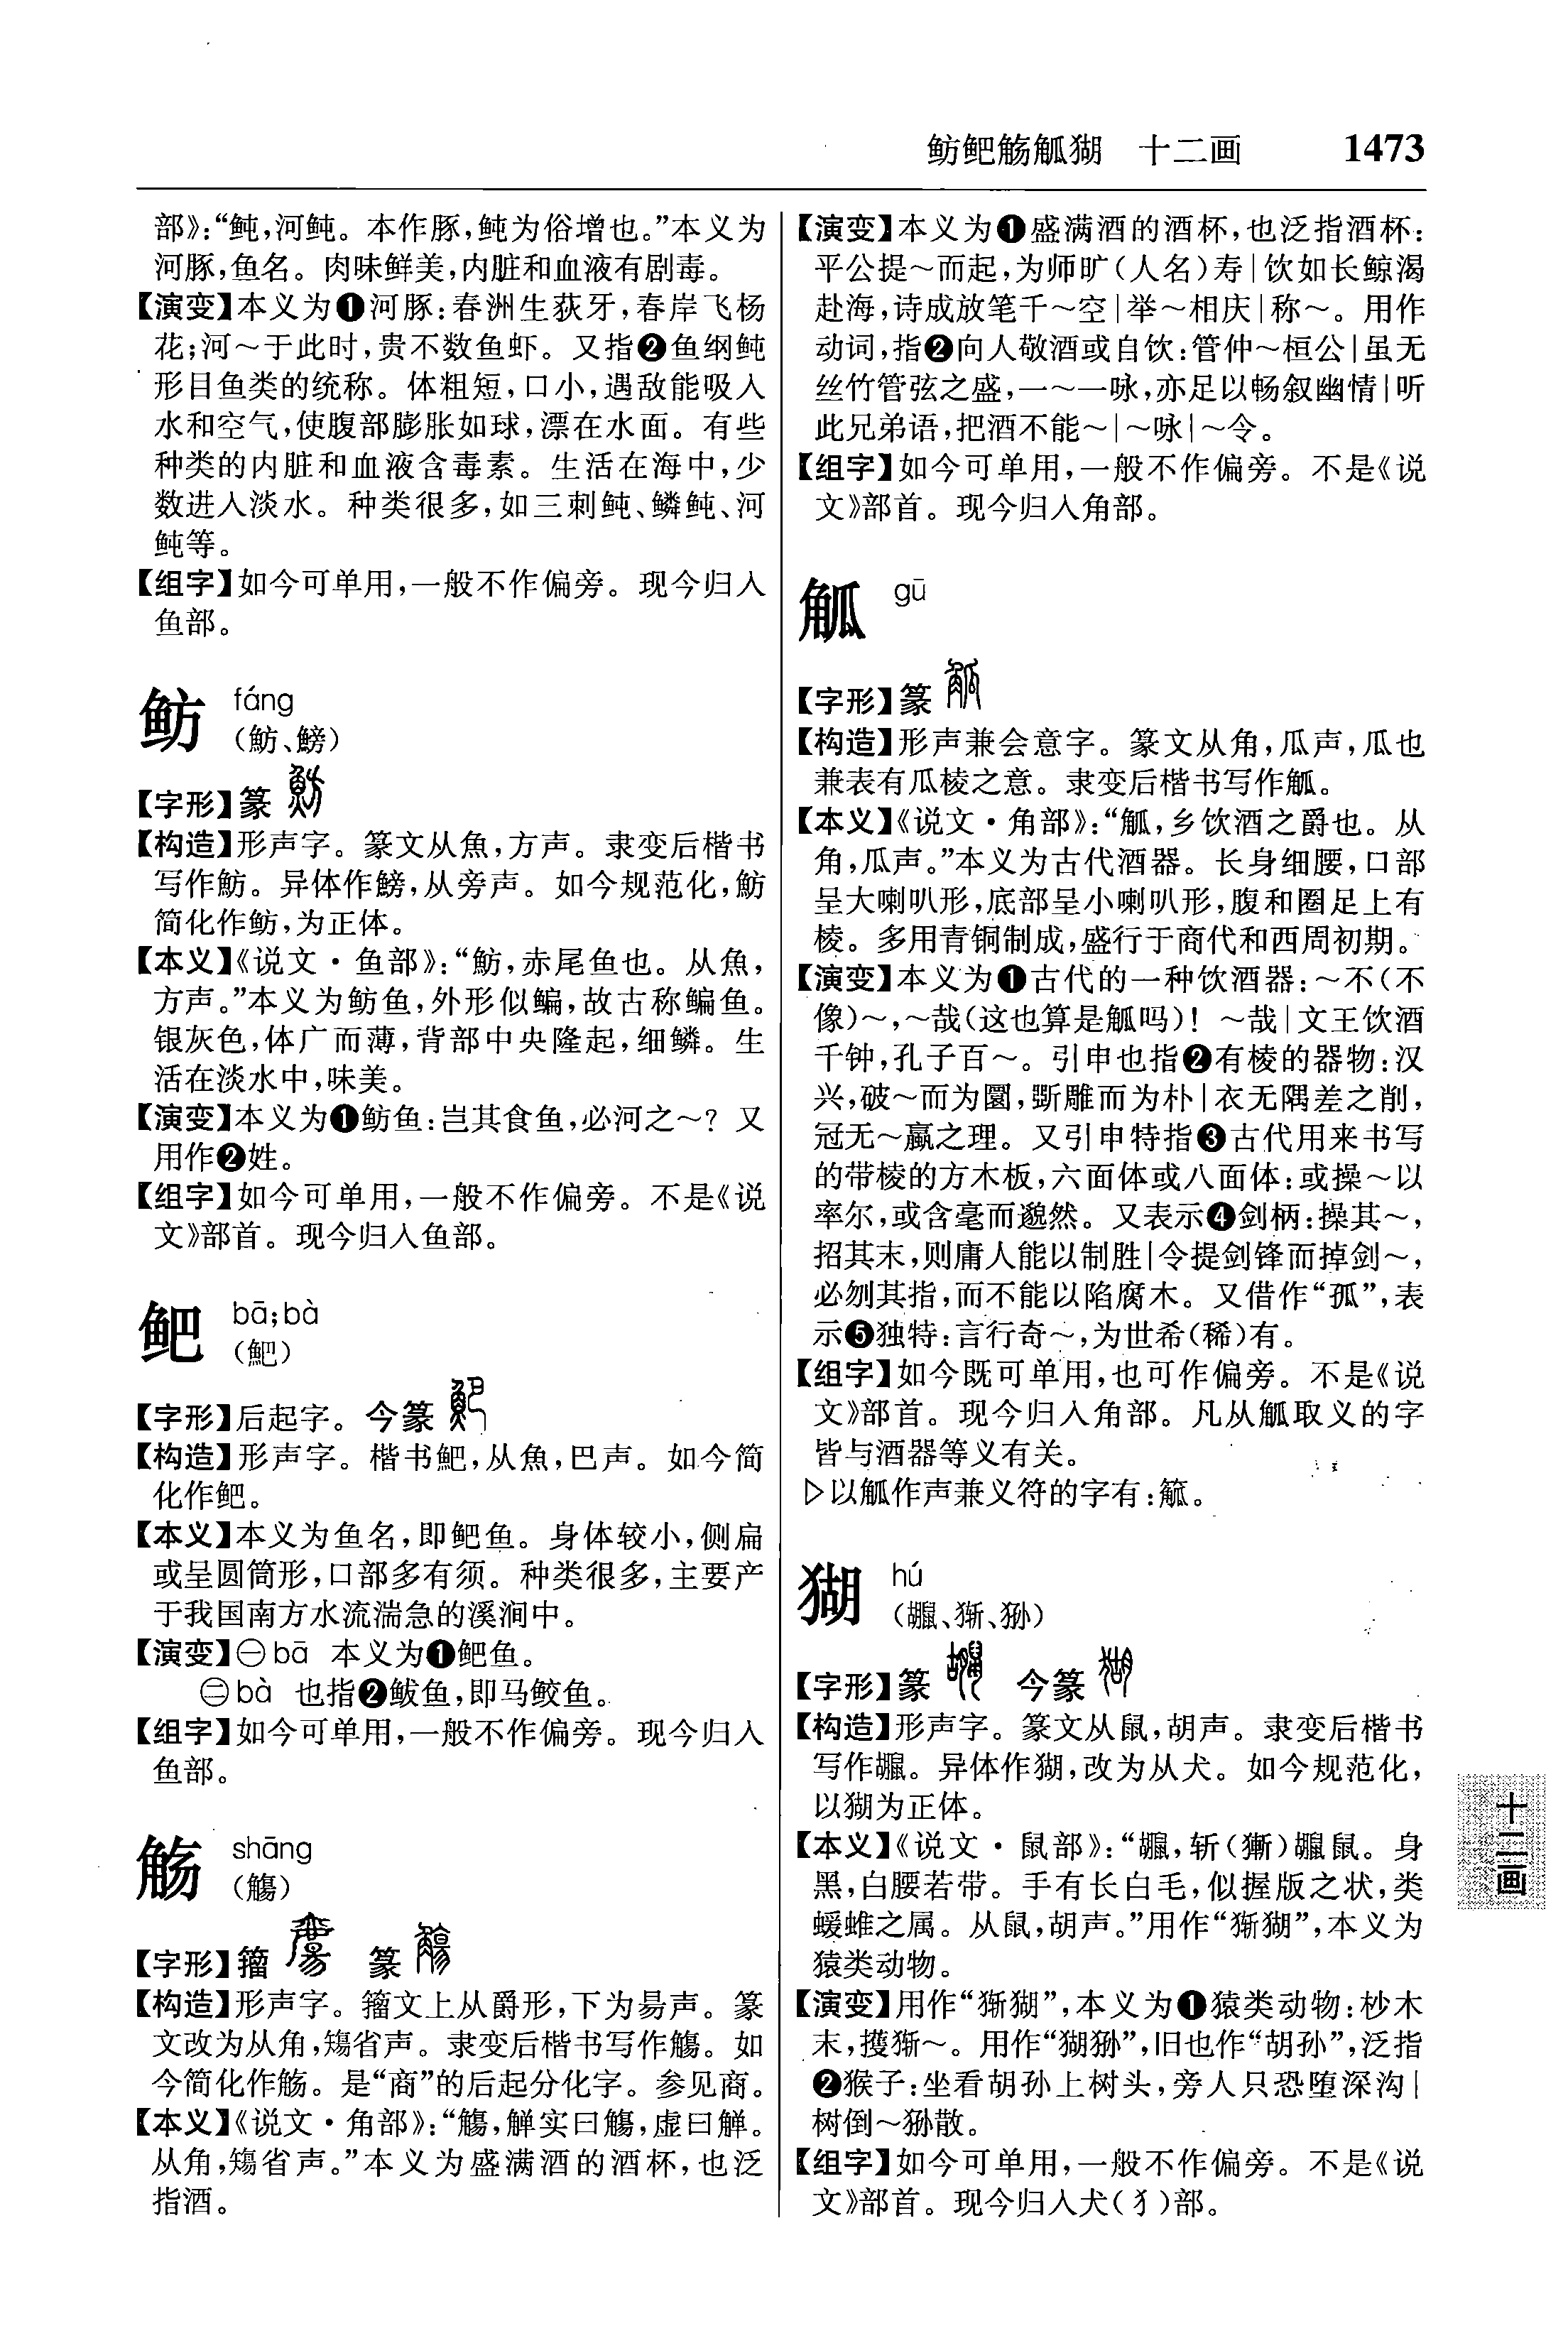 鲂鲃觞觚猢　十二画　1473
部》：“鲀，河鲀。本作豚，鲀为俗增也。”本义为
河豚，鱼名。肉味鲜美，内脏和血液有剧毒。
【演变】本义为❶河豚：春洲生荻牙，春岸飞杨
花；河～于此时，贵不数鱼虾。又指❷鱼纲鲀
形目鱼类的统称。体粗短，口小，遇敌能吸入
水和空气，使腹部膨胀如球，漂在水面。有些
种类的内脏和血液含毒素。生活在海中，少
数进入淡水。种类很多，如三刺鲀、鳞鲀、河
鲀等。
【组字】如今可单用，一般不作偏旁。现今归入
鱼部。
鲂 fáng
（魴、鰟）
【字形】篆
【构造】形声字。篆文从魚，方声。隶变后楷书
写作魴。异体作鰟，从旁声。如今规范化，魴
简化作鲂，为正体。
【本义】《说文·鱼部》：“魴，赤尾鱼也。从魚，
方声。”本义为鲂鱼，外形似鳊，故古称鳊鱼。
银灰色，体广而薄，背部中央隆起，细鳞。生
活在淡水中，味美。
【演变】本义为❶鲂鱼：岂其食鱼，必河之～？又
用作❷姓。
【组字】如今可单用，一般不作偏旁。不是《说
文》部首。现今归入鱼部。
鲃 bā；bà
（䰾）
【字形】后起字。今篆
【构造】形声字。楷书䰾，从魚，巴声。如今简
化作鲃。
【本义】本义为鱼名，即鲃鱼。身体较小，侧扁
或呈圆筒形，口部多有须。种类很多，主要产
于我国南方水流湍急的溪涧中。
【演变】㊀bā 本义为❶鲃鱼。
㊁bà 也指❷鲅鱼，即马鲛鱼。
【组字】如今可单用，一般不作偏旁。现今归入
鱼部。
觞 shāng
（觴）
【字形】籀 篆
【构造】形声字。籀文上从爵形，下为昜声。篆
文改为从角，𥏻省声。隶变后楷书写作觴。如
今简化作觞。是“商”的后起分化字。参见商。
【本义】《说文·角部》：“觴，觯实曰觴，虚曰觯。
从角，𥏻省声。”本义为盛满酒的酒杯，也泛
指酒。
【演变】本义为❶盛满酒的酒杯，也泛指酒杯：
平公提～而起，为师旷（人名）寿|饮如长鲸渴
赴海，诗成放笔千～空|举～相庆|称～。用作
动词，指❷向人敬酒或自饮：管仲～桓公|虽无
丝竹管弦之盛，一～一咏，亦足以畅叙幽情|听
此兄弟语，把酒不能～|～咏|～令。
【组字】如今可单用，一般不作偏旁。不是《说
文》部首。现今归入角部。
觚 gū
【字形】篆
【构造】形声兼会意字。篆文从角，瓜声，瓜也
兼表有瓜棱之意。隶变后楷书写作觚。
【本义】《说文·角部》：“觚，乡饮酒之爵也。从
角，瓜声。”本义为古代酒器。长身细腰，口部
呈大喇叭形，底部呈小喇叭形，腹和圈足上有
棱。多用青铜制成，盛行于商代和西周初期。
【演变】本义为❶古代的一种饮酒器：～不（不
像）～，～哉（这也算是觚吗）！～哉|文王饮酒
千钟，孔子百～。引申也指❷有棱的器物：汉
兴，破～而为圜，斲雕而为朴|衣无隅差之削，
冠无～蠃之理。又引申特指❸古代用来书写
的带棱的方木板，六面体或八面体：或操～以
率尔，或含毫而邈然。又表示❹剑柄：操其～，
招其末，则庸人能以制胜|令提剑锋而掉剑～，
必刎其指，而不能以陷腐木。又借作“孤”，表
示❺独特：言行奇～，为世希（稀）有。
【组字】如今既可单用，也可作偏旁。不是《说
文》部首。现今归入角部。凡从觚取义的字
皆与酒器等义有关。
▷以觚作声兼义符的字有：篐。
猢 hú
（鼲、狾、狲）
【字形】篆 今篆
【构造】形声字。篆文从鼠，胡声。隶变后楷书
写作䶅。异体作猢，改为从犬。如今规范化，
以猢为正体。
【本义】《说文·鼠部》：“䶅，斩（獑）䶅鼠。身
黑，白腰若带。手有长白毛，似握版之状，类
蝯蜼之属。从鼠，胡声。”用作“獑猢”，本义为
猿类动物。
【演变】用作“獑猢”，本义为❶猿类动物：杪木
末，擭獑～。用作“猢狲”，旧也作“胡孙”，泛指
❷猴子：坐看胡孙上树头，旁人只恐堕深沟|
树倒～狲散。
【组字】如今可单用，一般不作偏旁。不是《说
文》部首。现今归入犬（犭）部。
十二画